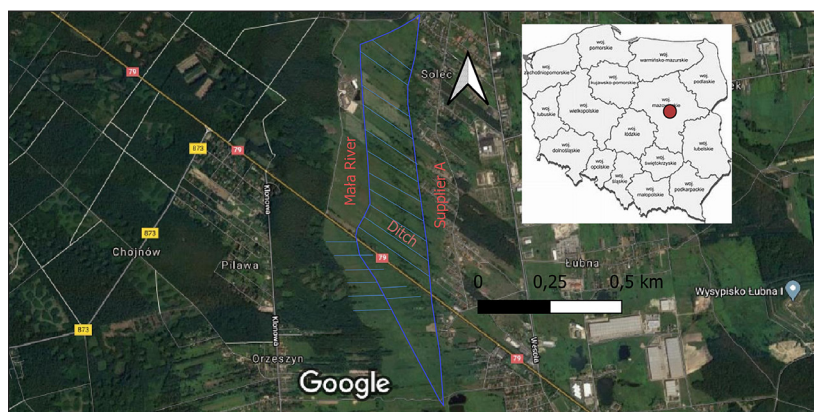 79
Solec
873
79
Mała River
Supplier A
Klonowa
Ditch
873
Chojnów
Piława
79
Łubna
0 0,25 0,5 km
Wysypisko Łubna I
873
Klonowa
Orzeszyn
79
Google
woj.
pomorskie
woj.
warmińsko-mazurskie
woj.
zachodniopomorskie
woj.
kujawsko-pomorskie
woj.
podlaskie
woj.
lubuskie
woj.
wielkopolskie
woj.
woj.
łódzkie
woj.
lubelskie
woj.
dolnośląskie
woj.
opolskie
woj.
śląskie
woj.
świętokrzyskie
woj.
małopolskie
woj.
podkarpackie